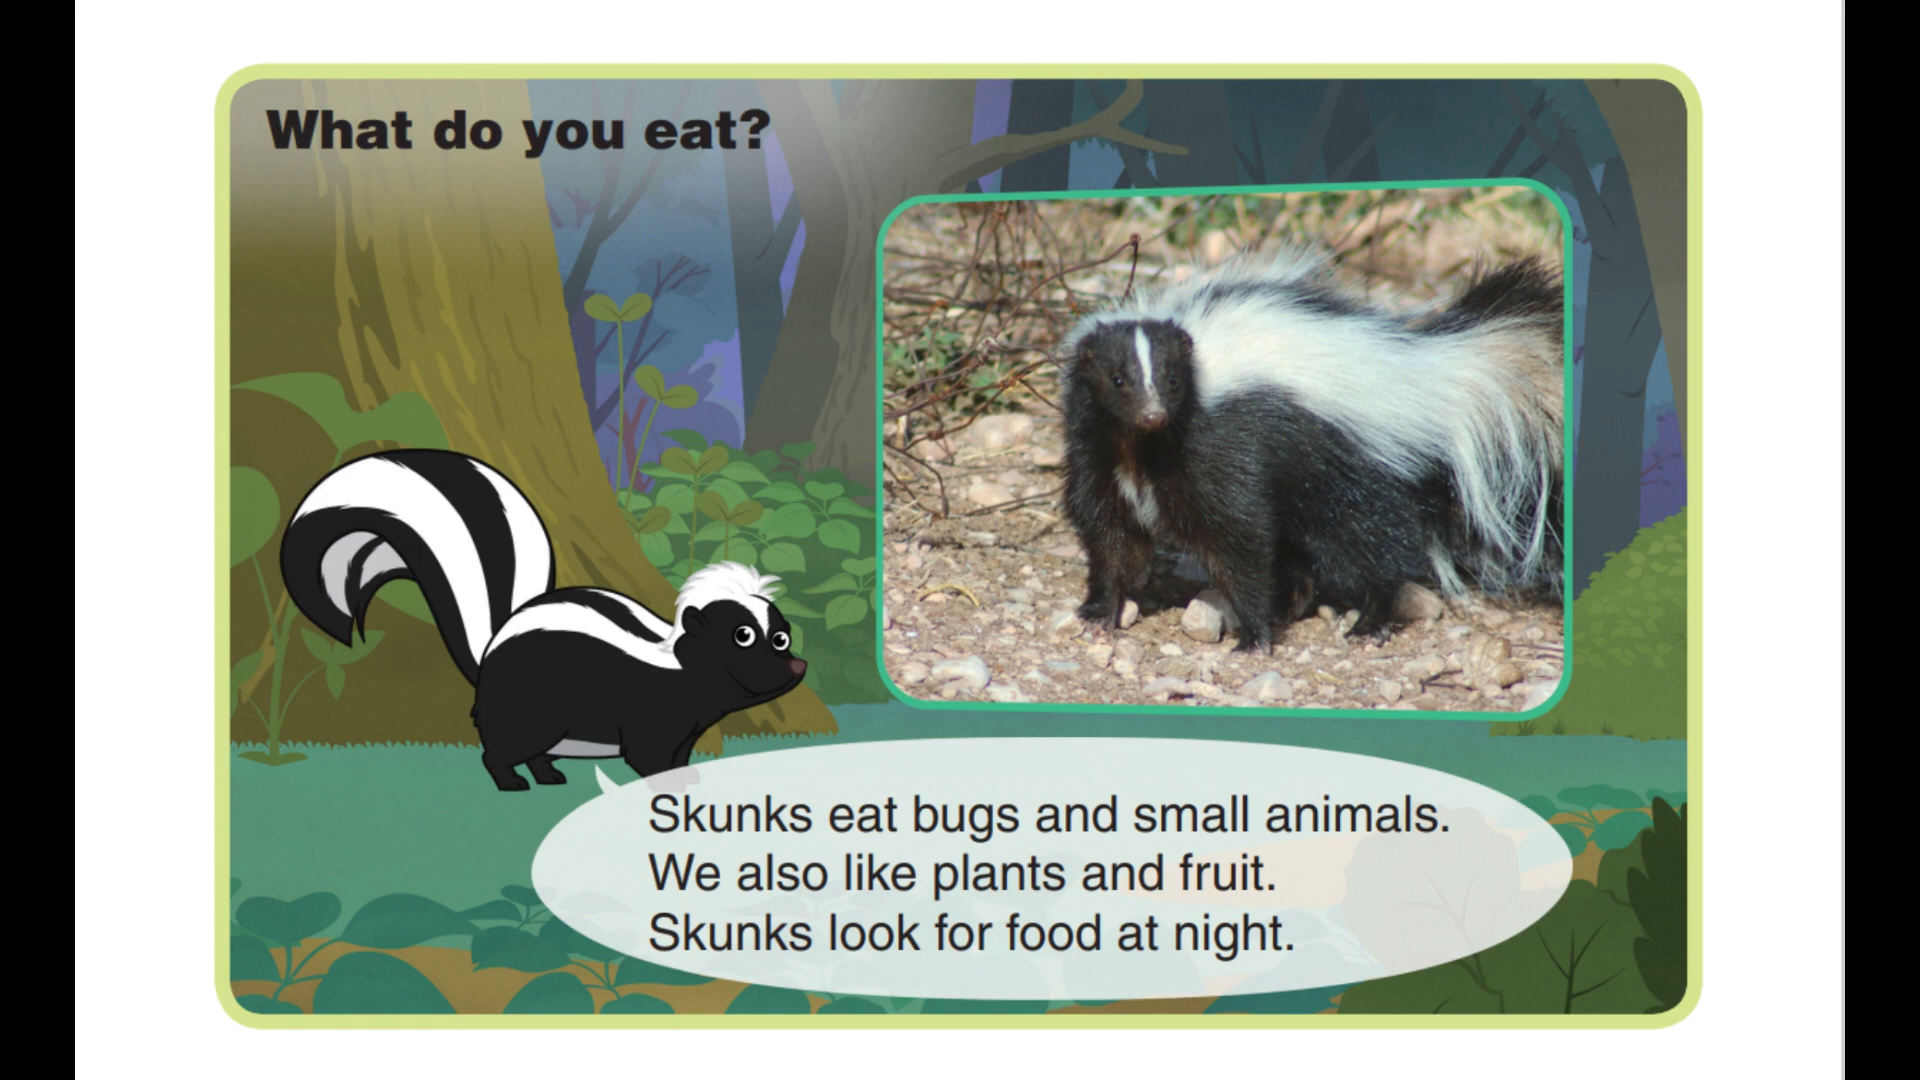 What do you eat?
Skunks eat bugs and small animals.
We also like plants and fruit.
Skunks look for food at night.